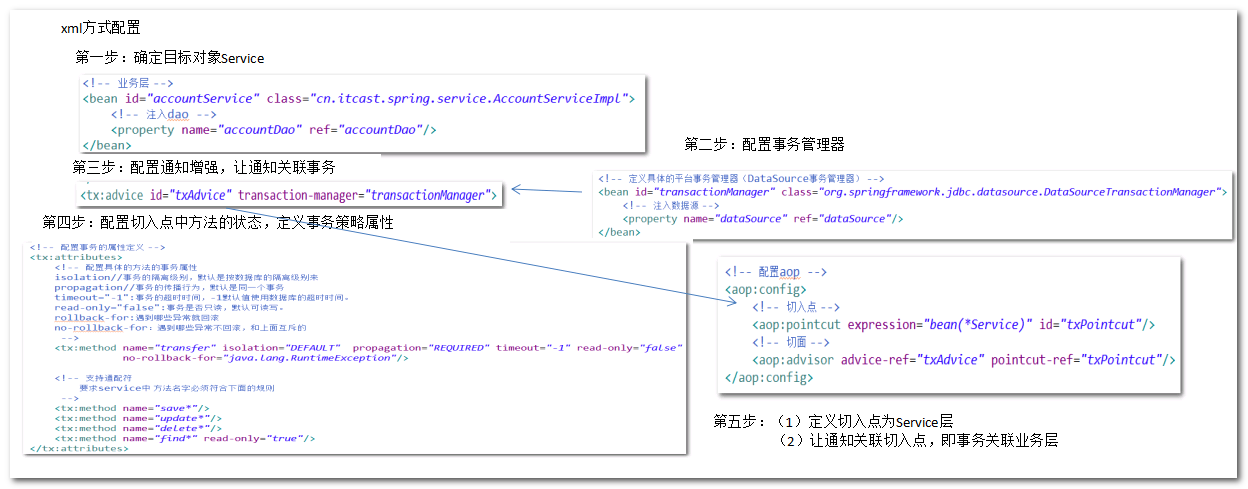 xml方式配置
第一步：确定目标对象Service
<!-- 业务层 -->
<bean id="accountService" class="cn.itcast.spring.service.AccountServiceImpl">
<!-- 注入dao -->
<property name="accountDao" ref="accountDao"/>
</bean>
第二步：配置事务管理器
<!-- 定义具体的平台事务管理器（DataSource事务管理器） -->
<bean id="transactionManager" class="org.springframework.jdbc.datasource.DataSourceTransactionManager">
<!-- 注入数据源 -->
<property name="dataSource" ref="dataSource"/>
</bean>
第三步：配置通知增强，让通知关联事务
<tx:advice id="txAdvice" transaction-manager="transactionManager">
第四步：配置切入点中方法的状态，定义事务策略属性
<!-- 配置事务的属性定义 -->
<tx:attributes>
<!-- 配置具体的方法的事务属性
isolation//事务的隔离级别，默认是按数据库的隔离级别来
propagation//事务的传播行为，默认是同一个事务
timeout="-1":事务的超时时间，-1默认值使用数据库的超时时间。
read-only="false":事务是否只读，默认可读写。
rollback-for:遇到哪些异常就回滚
no-rollback-for：遇到哪些异常不回滚。和上面互斥的
-->
<tx:method name="transfer" isolation="DEFAULT" propagation="REQUIRED" timeout="-1" read-only="false"
no-rollback-for="java.lang.RuntimeException"/>
<!-- 支持通配符
要求service中 方法名字必须符合下面的规则
-->
<tx:method name="save*"/>
<tx:method name="update*"/>
<tx:method name="delete*"/>
<tx:method name="find*" read-only="true"/>
</tx:attributes>
<!-- 配置aop -->
<aop:config>
<!-- 切入点 -->
<aop:pointcut expression="bean(*Service)" id="txPointcut"/>
<!-- 切面 -->
<aop:advisor advice-ref="txAdvice" pointcut-ref="txPointcut"/>
</aop:config>
第五步：（1）定义切入点为Service层
（2）让通知关联切入点，即事务关联业务层